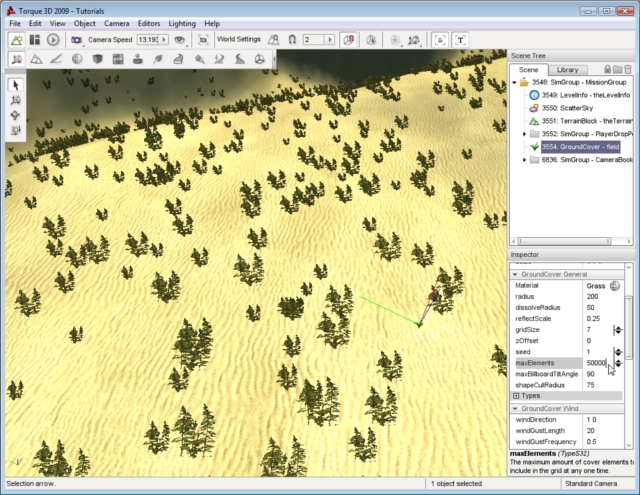 Torque 3D 2009 - Tutorials
File Edit View Object Camera Editors Lighting Help
Camera Speed 13.193 World Settings 2
Scene Tree
Scene Library
3548: SimGroup - MissionGroup
3549: LevelInfo - theLevelInfo
3550: ScatterSky
3551: TerrainBlock - theTerrain
3552: SimGroup - PlayerDropP
3554: GroundCover - field
6836: SimGroup - CameraBook
Inspector
GroundCover General
Material Grass
radius 200
dissolveRadius 50
reflectScale 0.25
gridSize 7
zOffset 0
seed 1
maxElements 50000
maxBillboardTiltAngle 90
shapeCullRadius 75
Types
GroundCover Wind
windDirection 1 0
windGustLength 20
windGustFrequency 0.5
maxElements (TypeS32)
The maximum amount of cover elements to
include in the grid at any one time.
Selection arrow. 1 object selected Standard Camera